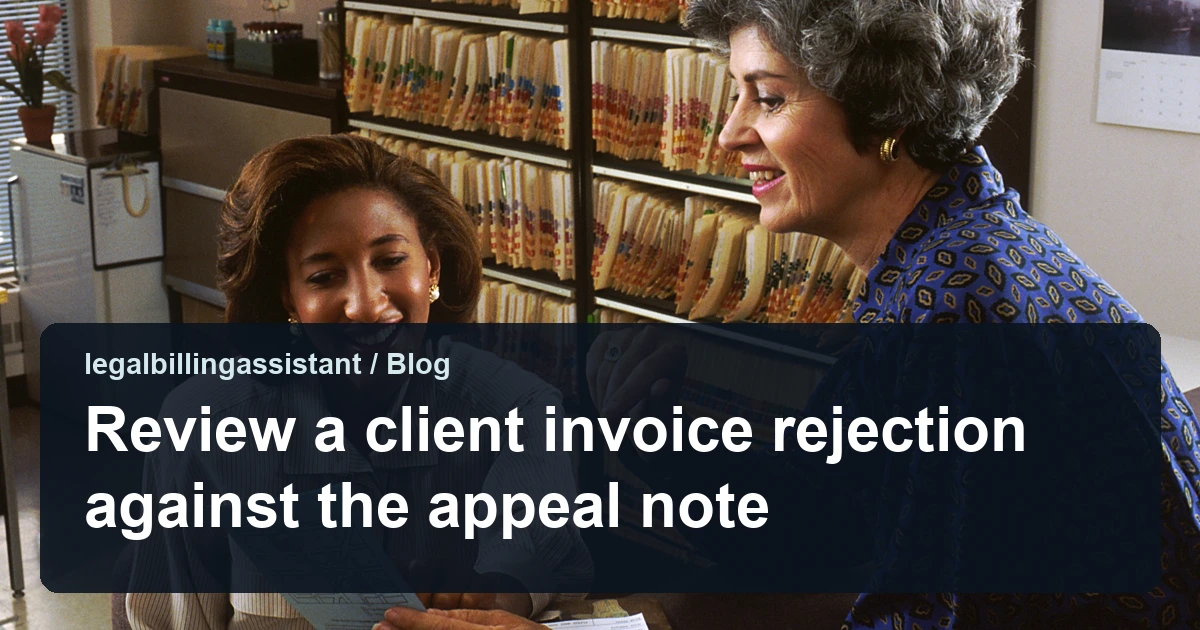 legalbillingassistant / Blog
Review a client invoice rejection
against the appeal note